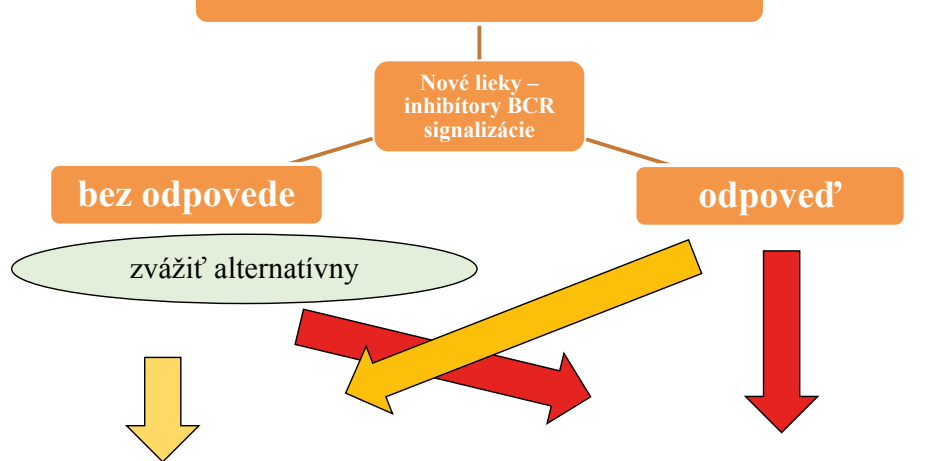 Nové lieky –
inhibítory BCR
signalizácie
bez odpovede
odpoveď
zvážiť alternatívny